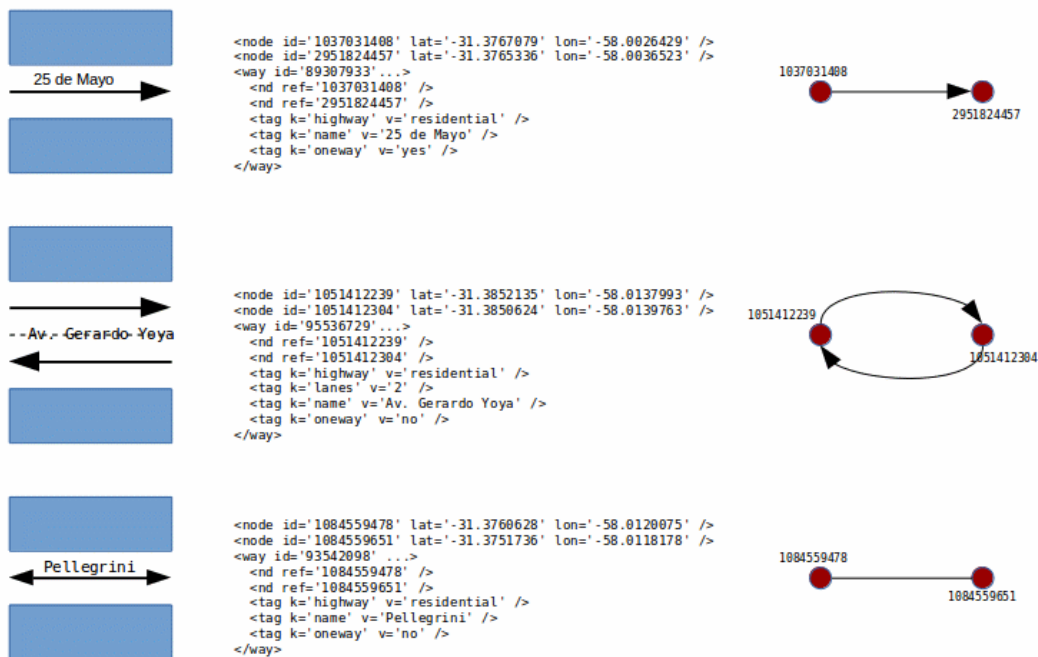 25 de Mayo
<node id='1037031408' lat='-31.3767079' lon='-58.0026429' />
<node id='2951824457' lat='-31.3765336' lon='-58.0036523' />
<way id='89307933'...>
<nd ref='1037031408' />
<nd ref='2951824457' />
<tag k='highway' v='residential' />
<tag k='name' v='25 de Mayo' />
<tag k='oneway' v='yes' />
</way>
1037031408
2951824457
Av. Gerardo Yoya
<node id='1051412239' lat='-31.3852135' lon='-58.0137993' />
<node id='1051412304' lat='-31.3850624' lon='-58.0139763' />
<way id='95536729'...>
<nd ref='1051412239' />
<nd ref='1051412304' />
<tag k='highway' v='residential' />
<tag k='lanes' v='2' />
<tag k='name' v='Av. Gerardo Yoya' />
<tag k='oneway' v='no' />
</way>
1051412239
1051412304
Pellegrini
<node id='1084559478' lat='-31.3760628' lon='-58.0120075' />
<node id='1084559651' lat='-31.3751736' lon='-58.0118178' />
<way id='93542098' ...>
<nd ref='1084559478' />
<nd ref='1084559651' />
<tag k='highway' v='residential' />
<tag k='name' v='Pellegrini' />
<tag k='oneway' v='no' />
</way>
1084559478
1084559651